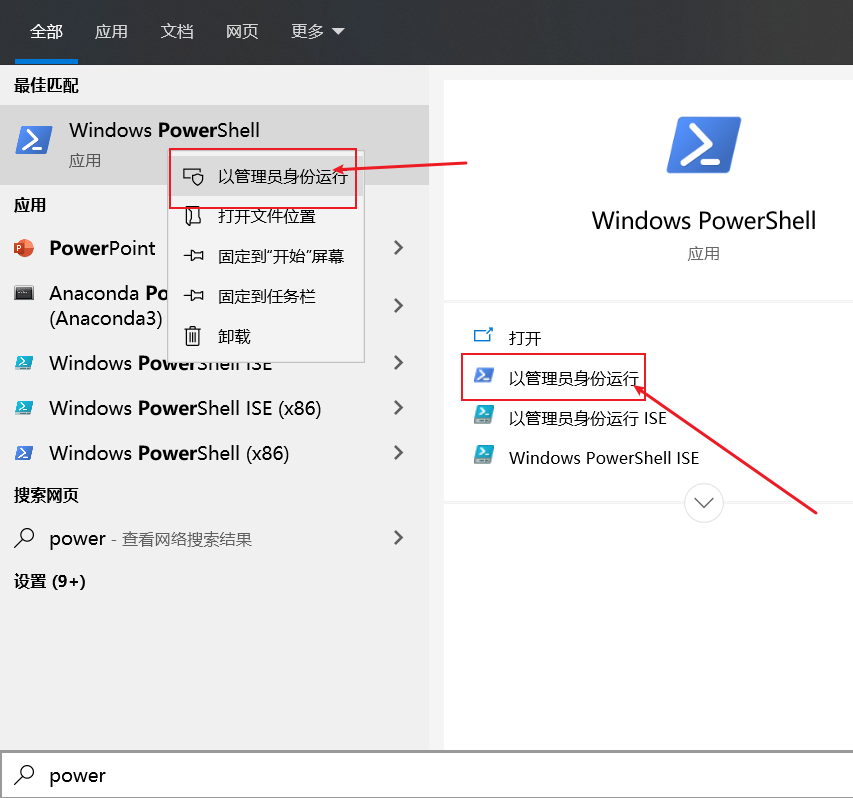 全部 应用 文档 网页 更多
最佳匹配
Windows PowerShell
应用
以管理员身份运行
打开文件位置
固定到“开始”屏幕
固定到任务栏
卸载
应用
PowerPoint
Anaconda Po
(Anaconda3)
Windows PowerShell ISE
Windows PowerShell ISE (x86)
Windows PowerShell (x86)
搜索网页
power - 查看网络搜索结果
设置 (9+)
Windows PowerShell
应用
打开
以管理员身份运行
以管理员身份运行 ISE
Windows PowerShell ISE
power